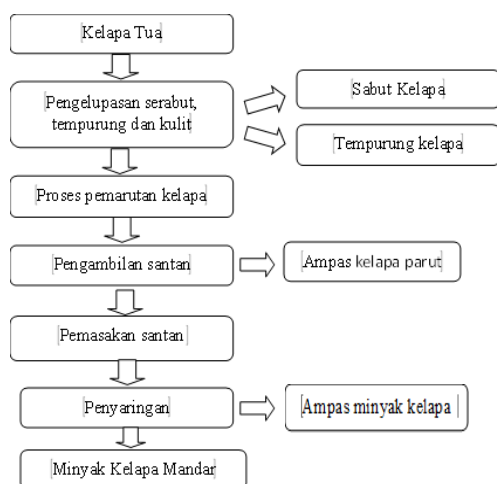 Kelapa Tua
Pengelupasan serabut,
tempurung dan kulit
Sabut Kelapa
Tempurung kelapa
Proses pemarutan kelapa
Pengambilan santan
Ampas kelapa parut
Pemasakan santan
Penyaringan
Ampas minyak kelapa
Minyak Kelapa Mandar